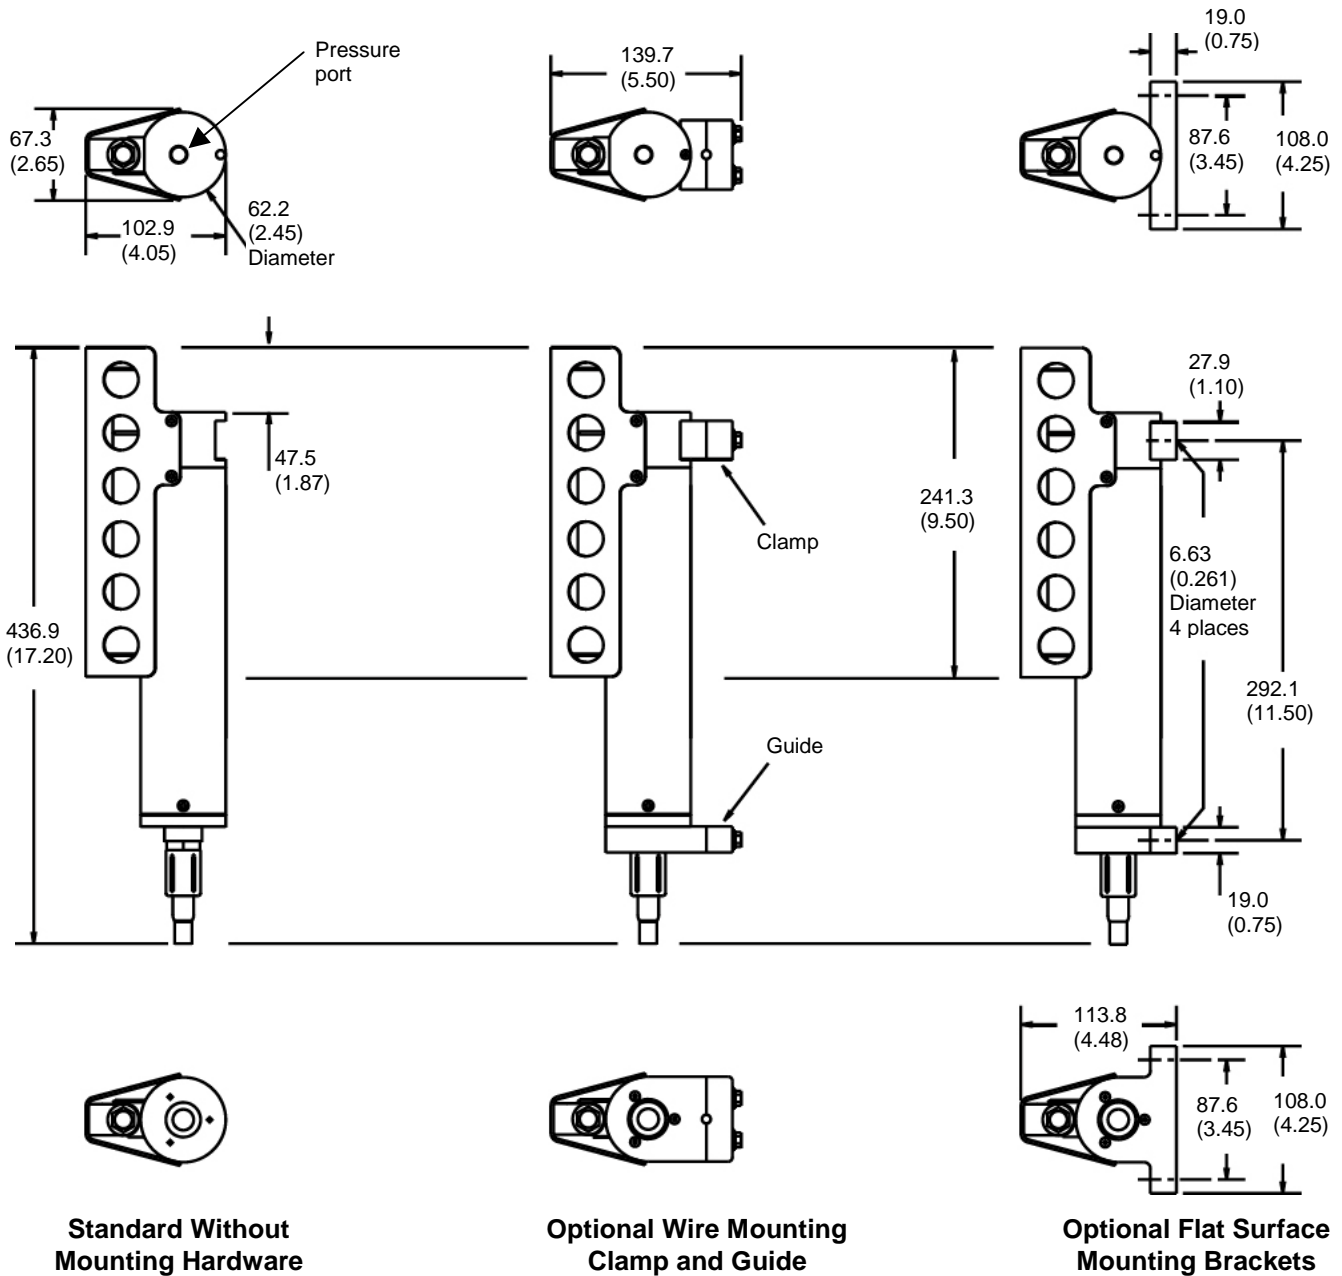 Pressure
port
67.3
(2.65)
102.9
(4.05)
62.2
(2.45)
Diameter
139.7
(5.50)
19.0
(0.75)
87.6
(3.45)
108.0
(4.25)
436.9
(17.20)
47.5
(1.87)
Clamp
Guide
241.3
(9.50)
27.9
(1.10)
6.63
(0.261)
Diameter
4 places
292.1
(11.50)
19.0
(0.75)
113.8
(4.48)
87.6
(3.45)
108.0
(4.25)
Standard Without
Mounting Hardware
Optional Wire Mounting
Clamp and Guide
Optional Flat Surface
Mounting Brackets